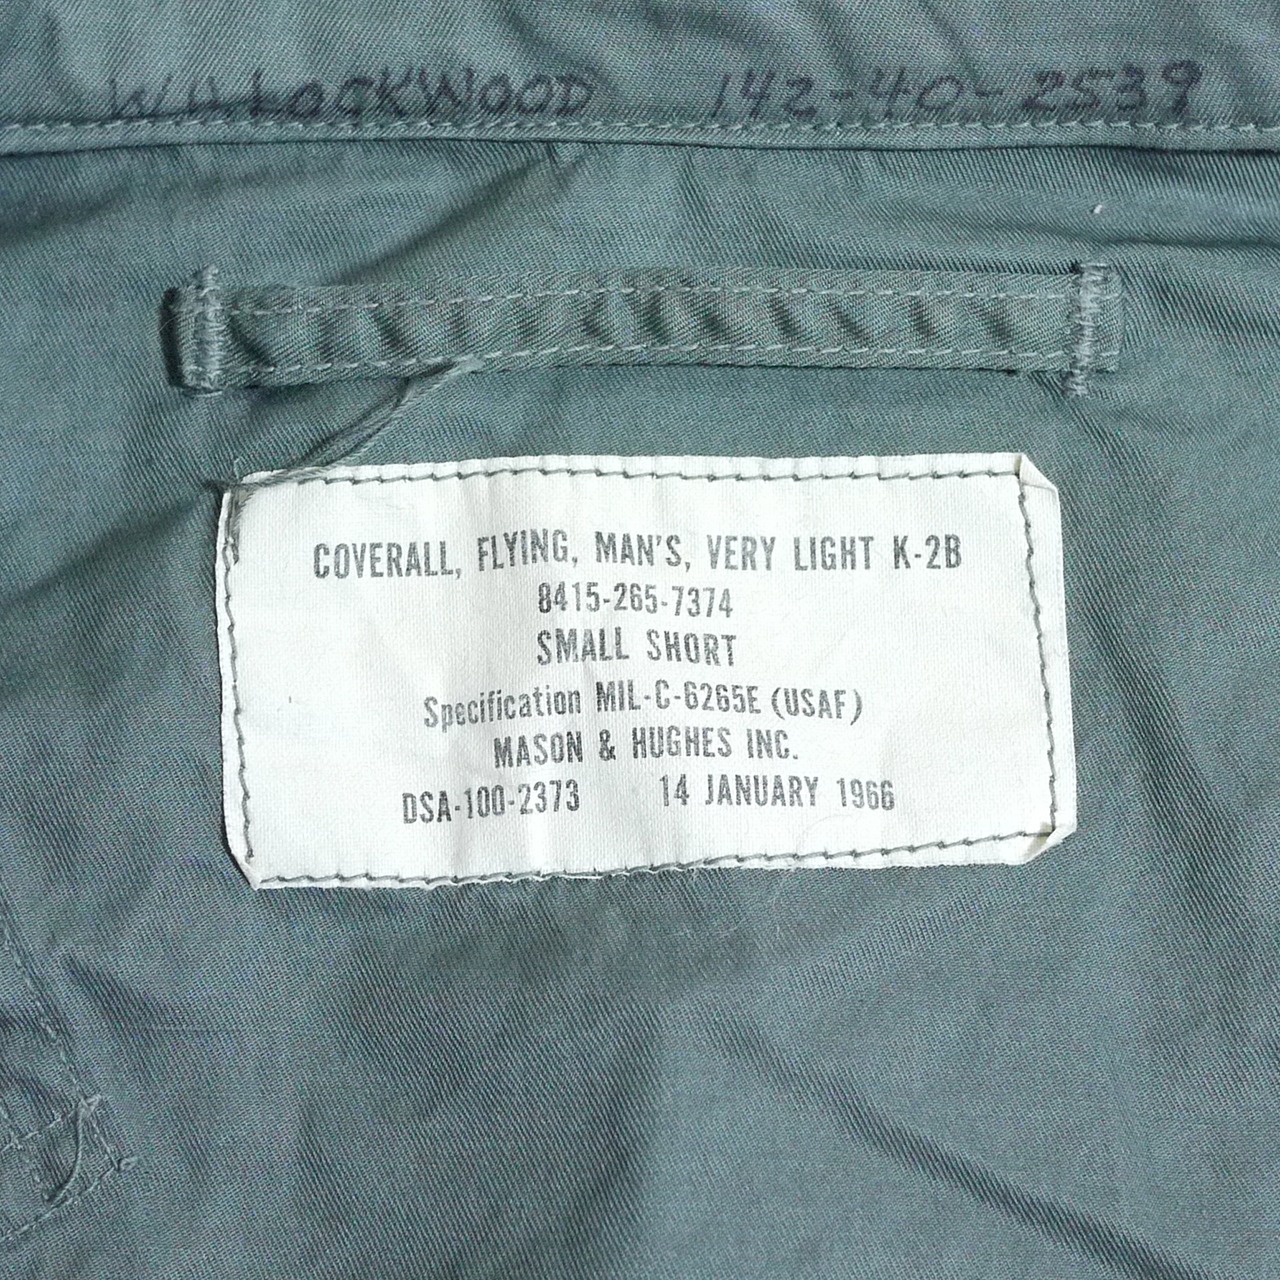 LOCKWOOD 142-40-2539
COVERALL, FLYING, MAN'S, VERY LIGHT K-2B
8415-265-7374
SMALL SHORT
Specification MIL-C-6265E (USAF)
MASON & HUGHES INC.
DSA-100-2373 14 JANUARY 1966